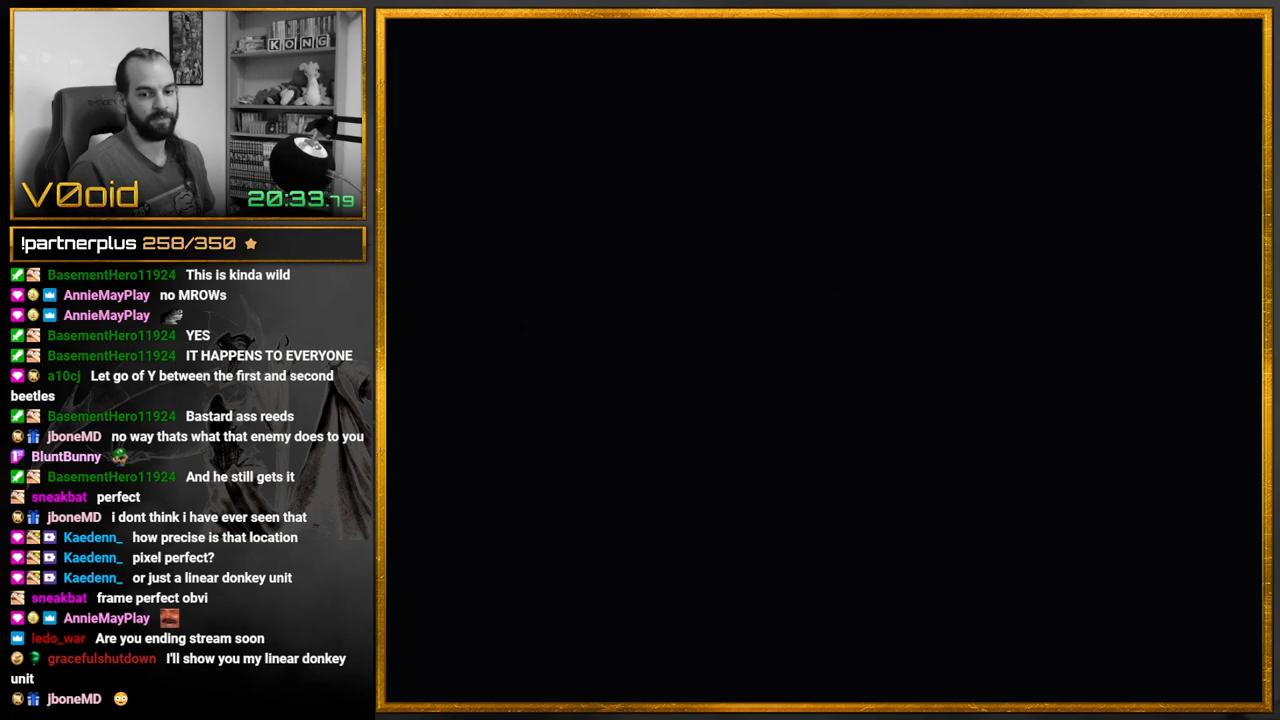 KONG
V0oid
20:33.79
!partnerplus 258/350
BasementHero11924 This is kinda wild
AnnieMayPlay no MROWs
AnnieMayPlay
BasementHero11924 YES
BasementHero11924 IT HAPPENS TO EVERYONE
a10cj Let go of Y between the first and second
beetles
BasementHero11924 Bastard ass reeds
jboneMD no way thats what that enemy does to you
BluntBunny
BasementHero11924 And he still gets it
sneakbat perfect
jboneMD i dont think i have ever seen that
Kaedenn_ how precise is that location
Kaedenn_ pixel perfect?
Kaedenn_ or just a linear donkey unit
sneakbat frame perfect obvi
AnnieMayPlay
ledo_war Are you ending stream soon
gracefulshutdown I'll show you my linear donkey
unit
jboneMD